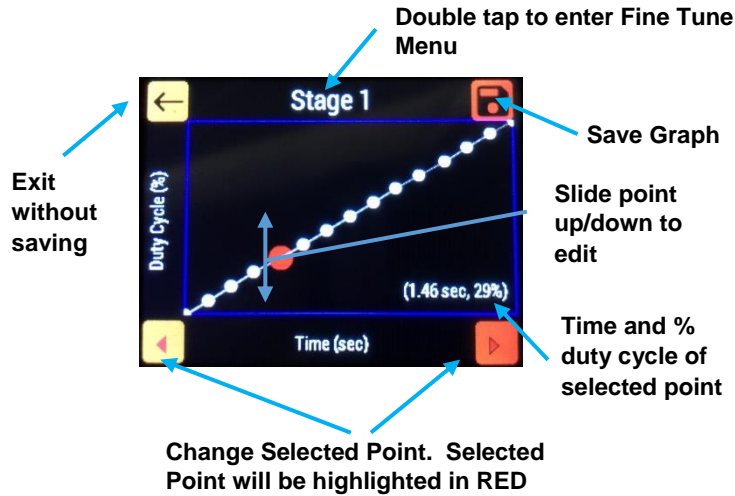 Double tap to enter Fine Tune
Menu
Stage 1
Save Graph
Exit
without
saving
Duty Cycle (%)
Slide point
up/down to
edit
(1.46 sec, 29%)
Time (sec)
Time and %
duty cycle of
selected point
Change Selected Point.  Selected
Point will be highlighted in RED